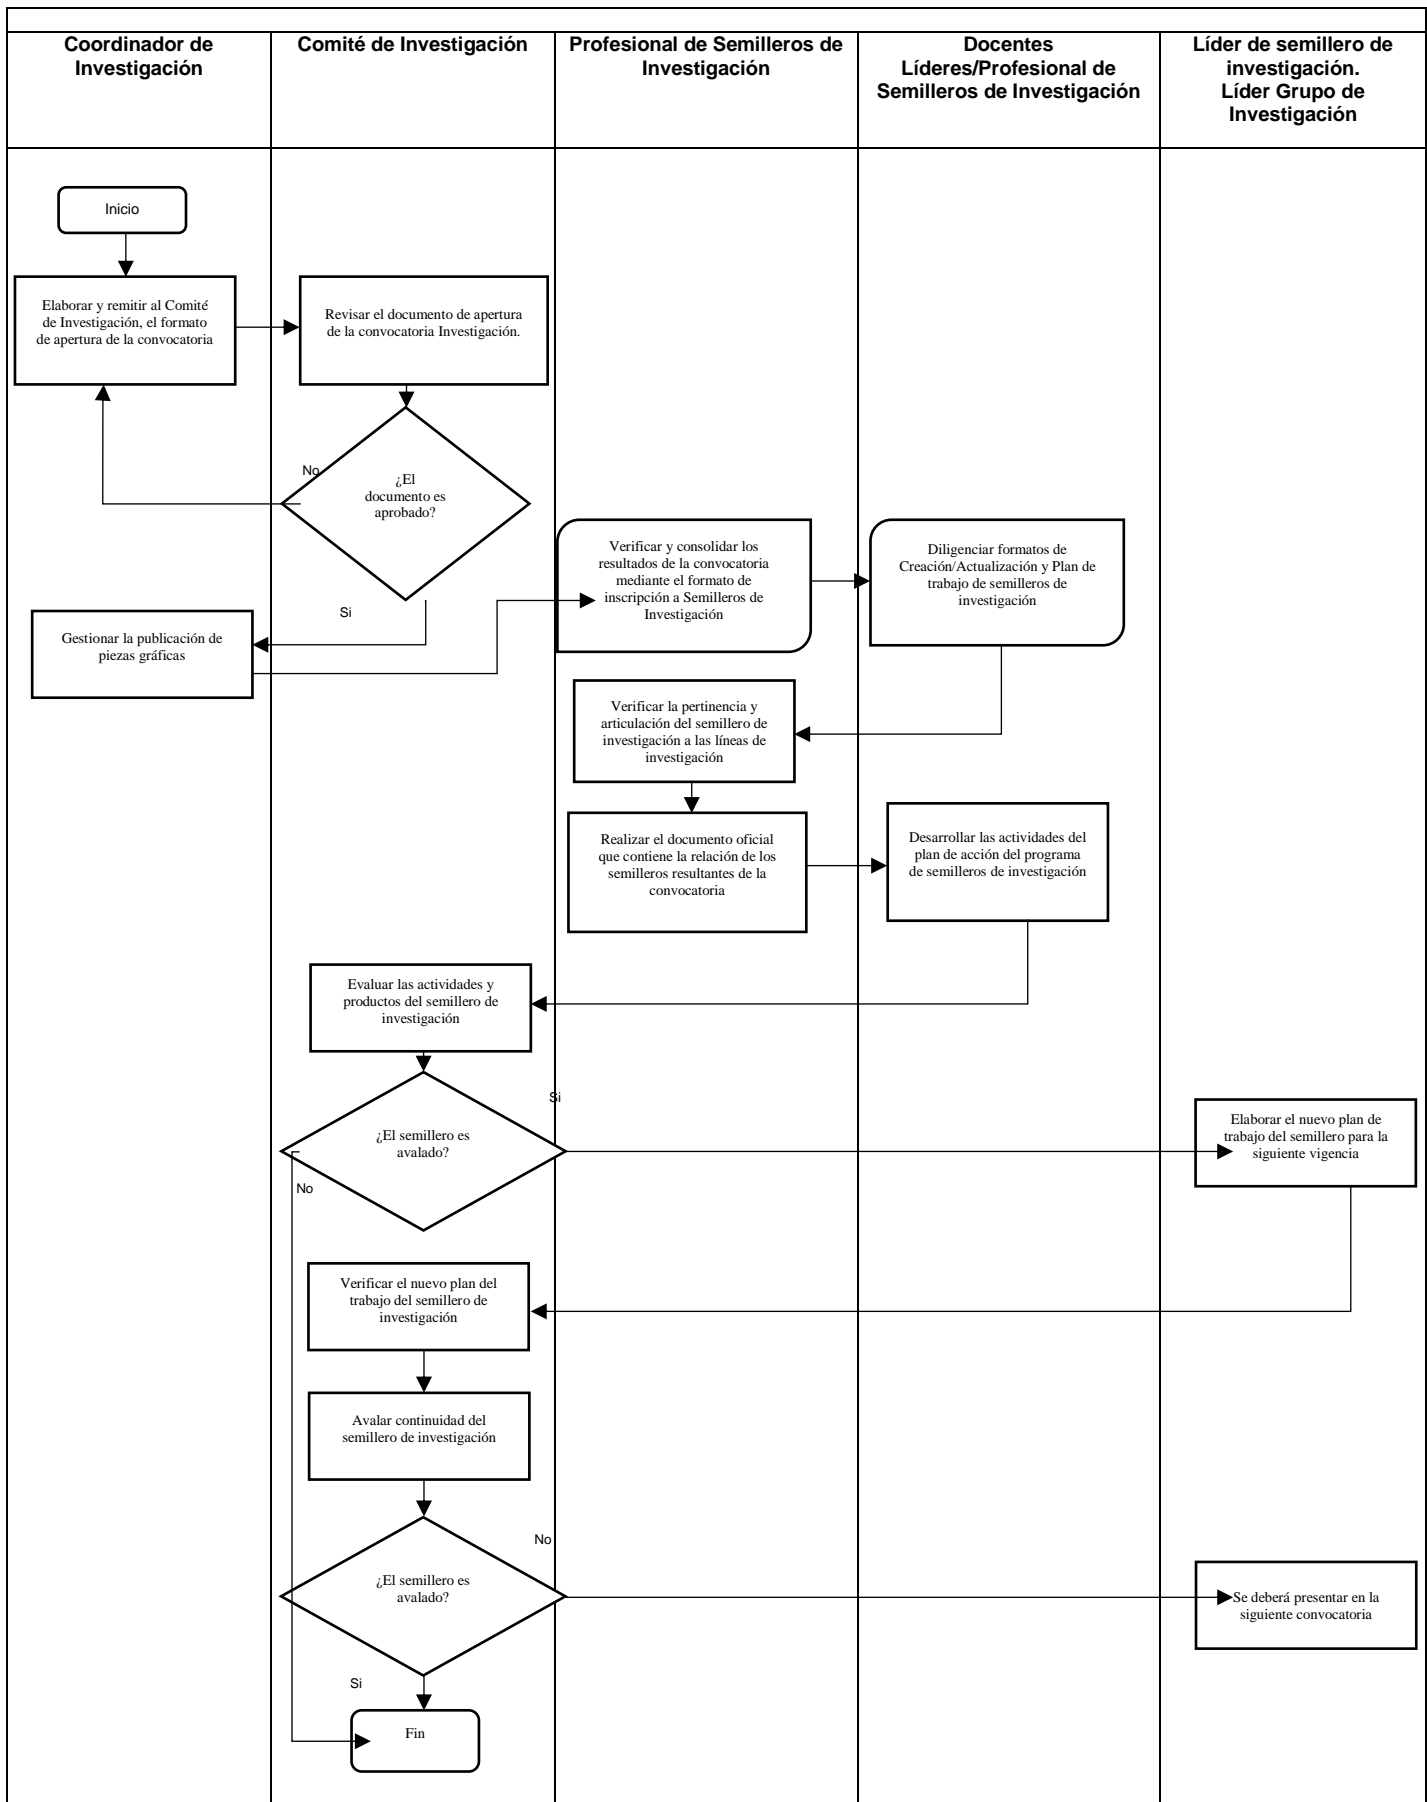 Coordinador de
Investigación
Comité de Investigación
Profesional de Semilleros de
Investigación
Docentes
Líderes/Profesional de
Semilleros de Investigación
Líder de semillero de
investigación.
Líder Grupo de
Investigación
Inicio
Elaborar y remitir al Comité
de Investigación, el formato
de apertura de la convocatoria
Revisar el documento de apertura
de la convocatoria Investigación.
No
¿El
documento es
aprobado?
Si
Gestionar la publicación de
piezas gráficas
Verificar y consolidar los
resultados de la convocatoria
mediante el formato de
inscripción a Semilleros de
Investigación
Diligenciar formatos de
Creación/Actualización y Plan de
trabajo de semilleros de
investigación
Verificar la pertinencia y
articulación del semillero de
investigación a las líneas de
investigación
Realizar el documento oficial
que contiene la relación de los
semilleros resultantes de la
convocatoria
Desarrollar las actividades del
plan de acción del programa
de semilleros de investigación
Evaluar las actividades y
productos del semillero de
investigación
Si
¿El semillero es
avalado?
No
Elaborar el nuevo plan de
trabajo del semillero para la
siguiente vigencia
Verificar el nuevo plan del
trabajo del semillero de
investigación
Avalar continuidad del
semillero de investigación
No
¿El semillero es
avalado?
Se deberá presentar en la
siguiente convocatoria
Si
Fin